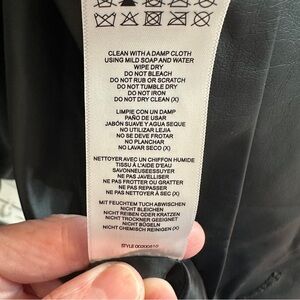 CLEAN WITH A DAMP CLOTH
USING MILD SOAP AND WATER
WIPE DRY
DO NOT BLEACH
DO NOT RUB OR SCRATCH
DO NOT TUMBLE DRY
DO NOT IRON
DO NOT DRY CLEAN (X)
LIMPIE CON UN DAMP
PAÑO DE USAR
JABÓN SUAVE Y AGUA SEQUE
NO UTILIZAR LEJIA
NO SE DEBE FROTAR
NO PLANCHAR
NO LAVAR SECO (X)
NETTOYER AVEC UN CHIFFON HUMIDE
TISSU À L'AIDE D'EAU
SAVONNEUSEESSUYER
NE PAS JAVELLISER
NE PAS FROTTER OU GRATTER
NE PAS REPASSER
NE PAS NETTOYER À SEC (X)
MIT FEUCHTEM TUCH ABWISCHEN
NICHT BLEICHEN
NICHT REIBEN ODER KRATZEN
NICHT TROCKNER GEEIGNET
NICHT BÜGELN
NICHT CHEMISCH REINIGEN (X)
STYLE